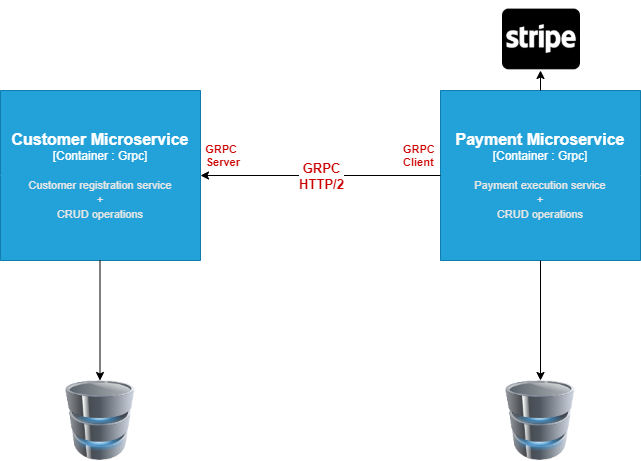 stripe
Customer Microservice
[Container : Grpc]
Customer registration service
+
CRUD operations
GRPC
Server
GRPC
HTTP/2
GRPC
Client
Payment Microservice
[Container : Grpc]
Payment execution service
+
CRUD operations